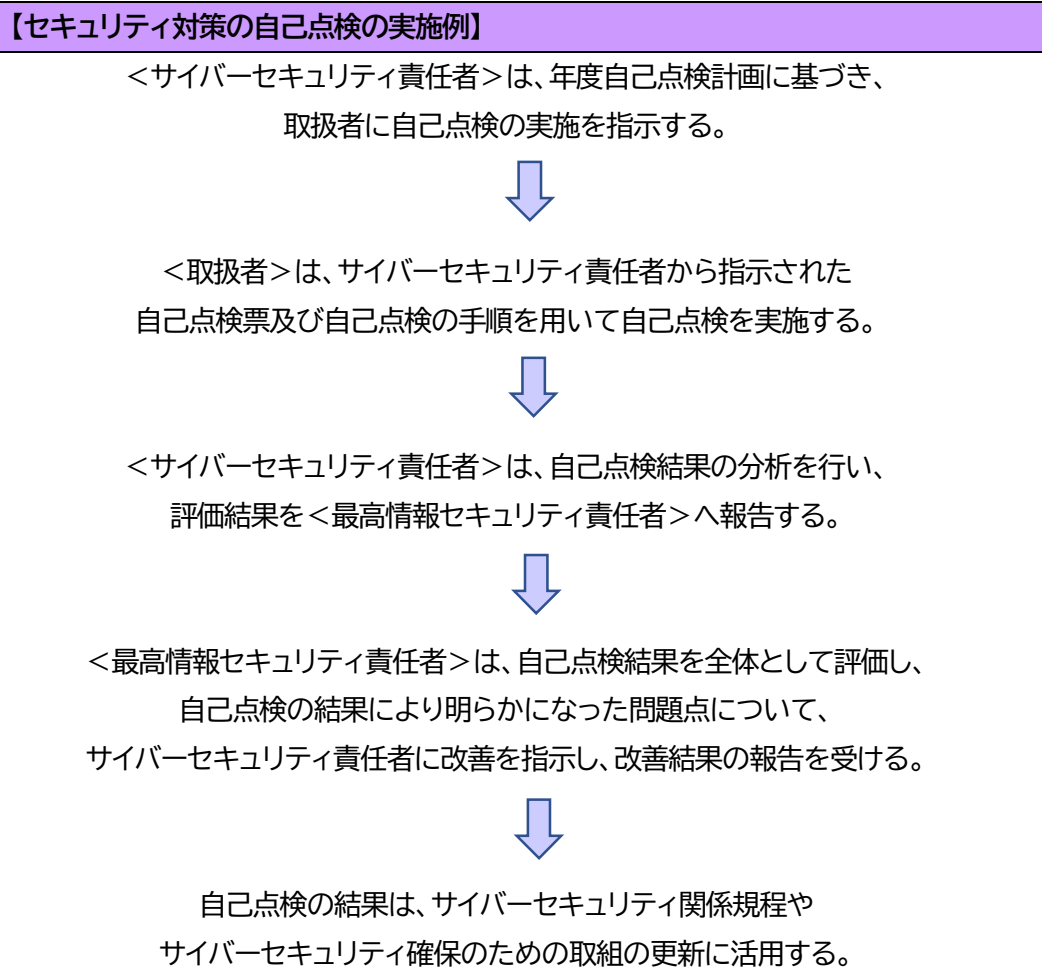 【セキュリティ対策の自己点検の実施例】
＜サイバーセキュリティ責任者＞は、年度自己点検計画に基づき、
取扱者に自己点検の実施を指示する。
＜取扱者＞は、サイバーセキュリティ責任者から指示された
自己点検票及び自己点検の手順を用いて自己点検を実施する。
＜サイバーセキュリティ責任者＞は、自己点検結果の分析を行い、
評価結果を＜最高情報セキュリティ責任者＞へ報告する。
＜最高情報セキュリティ責任者＞は、自己点検結果を全体として評価し、
自己点検の結果により明らかになった問題点について、
サイバーセキュリティ責任者に改善を指示し、改善結果の報告を受ける。
自己点検の結果は、サイバーセキュリティ関係規程や
サイバーセキュリティ確保のための取組の更新に活用する。